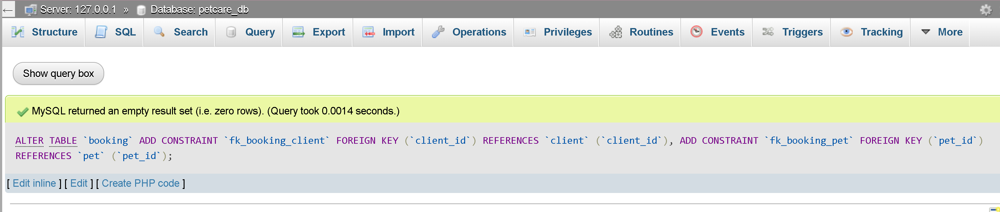 ← Server: 127.0.0.1 » Database: petcare_db
Structure SQL Search Query Export Import Operations Privileges Routines Events Triggers Tracking More
Show query box
MySQL returned an empty result set (i.e. zero rows). (Query took 0.0014 seconds.)
ALTER TABLE `booking` ADD CONSTRAINT `fk_booking_client` FOREIGN KEY (`client_id`) REFERENCES `client` (`client_id`), ADD CONSTRAINT `fk_booking_pet` FOREIGN KEY (`pet_id`)
REFERENCES `pet` (`pet_id`);
[ Edit inline ] [ Edit ] [ Create PHP code ]